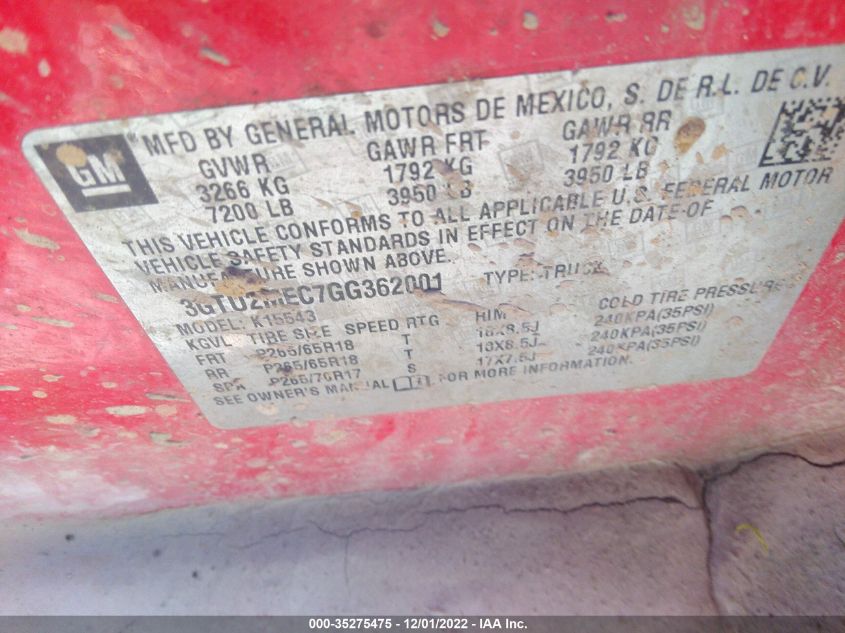 GM
MFD BY GENERAL MOTORS DE MEXICO, S. DE R.L. DE C.V.
GVWR GAWR FRT GAWR RR
3266 KG 1792 KG 1792 KG
7200 LB 3950 LB 3950 LB
THIS VEHICLE CONFORMS TO ALL APPLICABLE U.S. FEDERAL MOTOR
VEHICLE SAFETY STANDARDS IN EFFECT ON THE DATE OF
MANUFACTURE SHOWN ABOVE.
3GTU2MEC7GG362001 TYPE: TRUCK
MODEL: K15543
TIRE SIZE SPEED RTG RIM COLD TIRE PRESSURE
FRT P265/65R18 T 18X8.5J 240KPA(35PSI)
RR P265/65R18 T 18X8.5J 240KPA(35PSI)
SPA P265/70R17 S 17X7.5J 240KPA(35PSI)
SEE OWNER'S MANUAL FOR MORE INFORMATION.
000-35275475 - 12/01/2022 - IAA Inc.